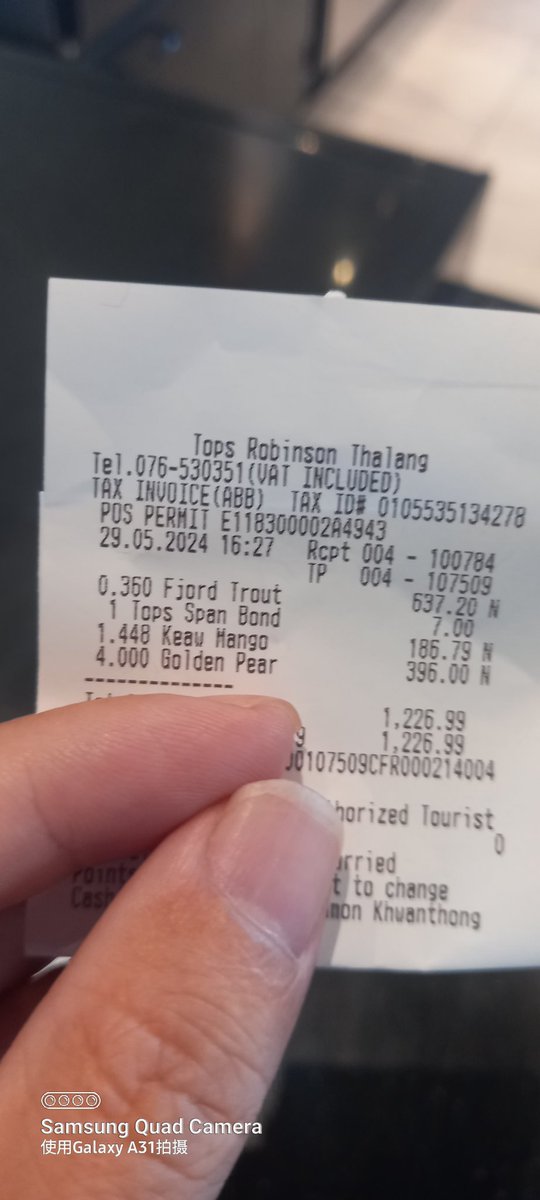 Tops Robinson Thalang
Tel.076-530351(VAT INCLUDED)
TAX INVOICE(ABB) TAX ID# 0105535134278
POS PERMIT E118300002A4943
29.05.2024 16:27 Rcpt 004 - 100784
TP 004 - 107509
0.360 Fjord Trout 637.20 N
1 Tops Span Bond 7.00
1.448 Keaw Mango 186.79 N
4.000 Golden Pear 396.00 N
--------------
1,226.99
1,226.99
00107509CFR000214004
Tourist
0
Points to change
Khwanthong
Samsung Quad Camera
使用Galaxy A31拍摄